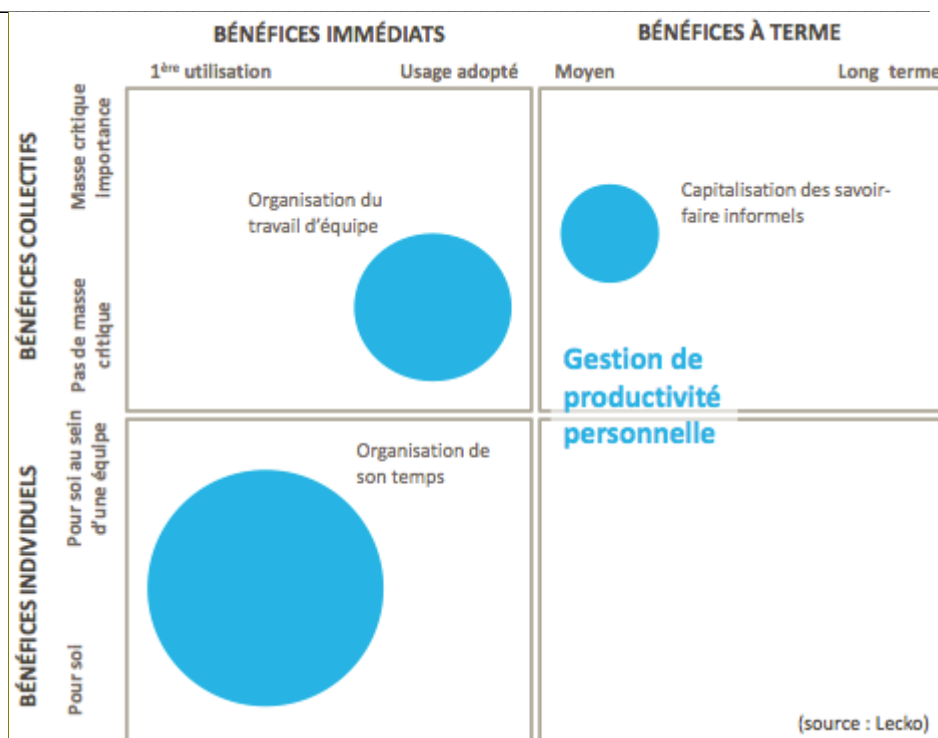 BÉNÉFICES IMMÉDIATS
BÉNÉFICES À TERME
1ère utilisation
Usage adopté
Moyen
Long terme
BÉNÉFICES COLLECTIFS
Masse critique
importance
Pas de masse
critique
Organisation du
travail d'équipe
Capitalisation des savoir-
faire informels
Gestion de
productivité
personnelle
BÉNÉFICES INDIVIDUELS
Pour soi au sein
d'une équipe
Pour soi
Organisation de
son temps
(source : Lecko)